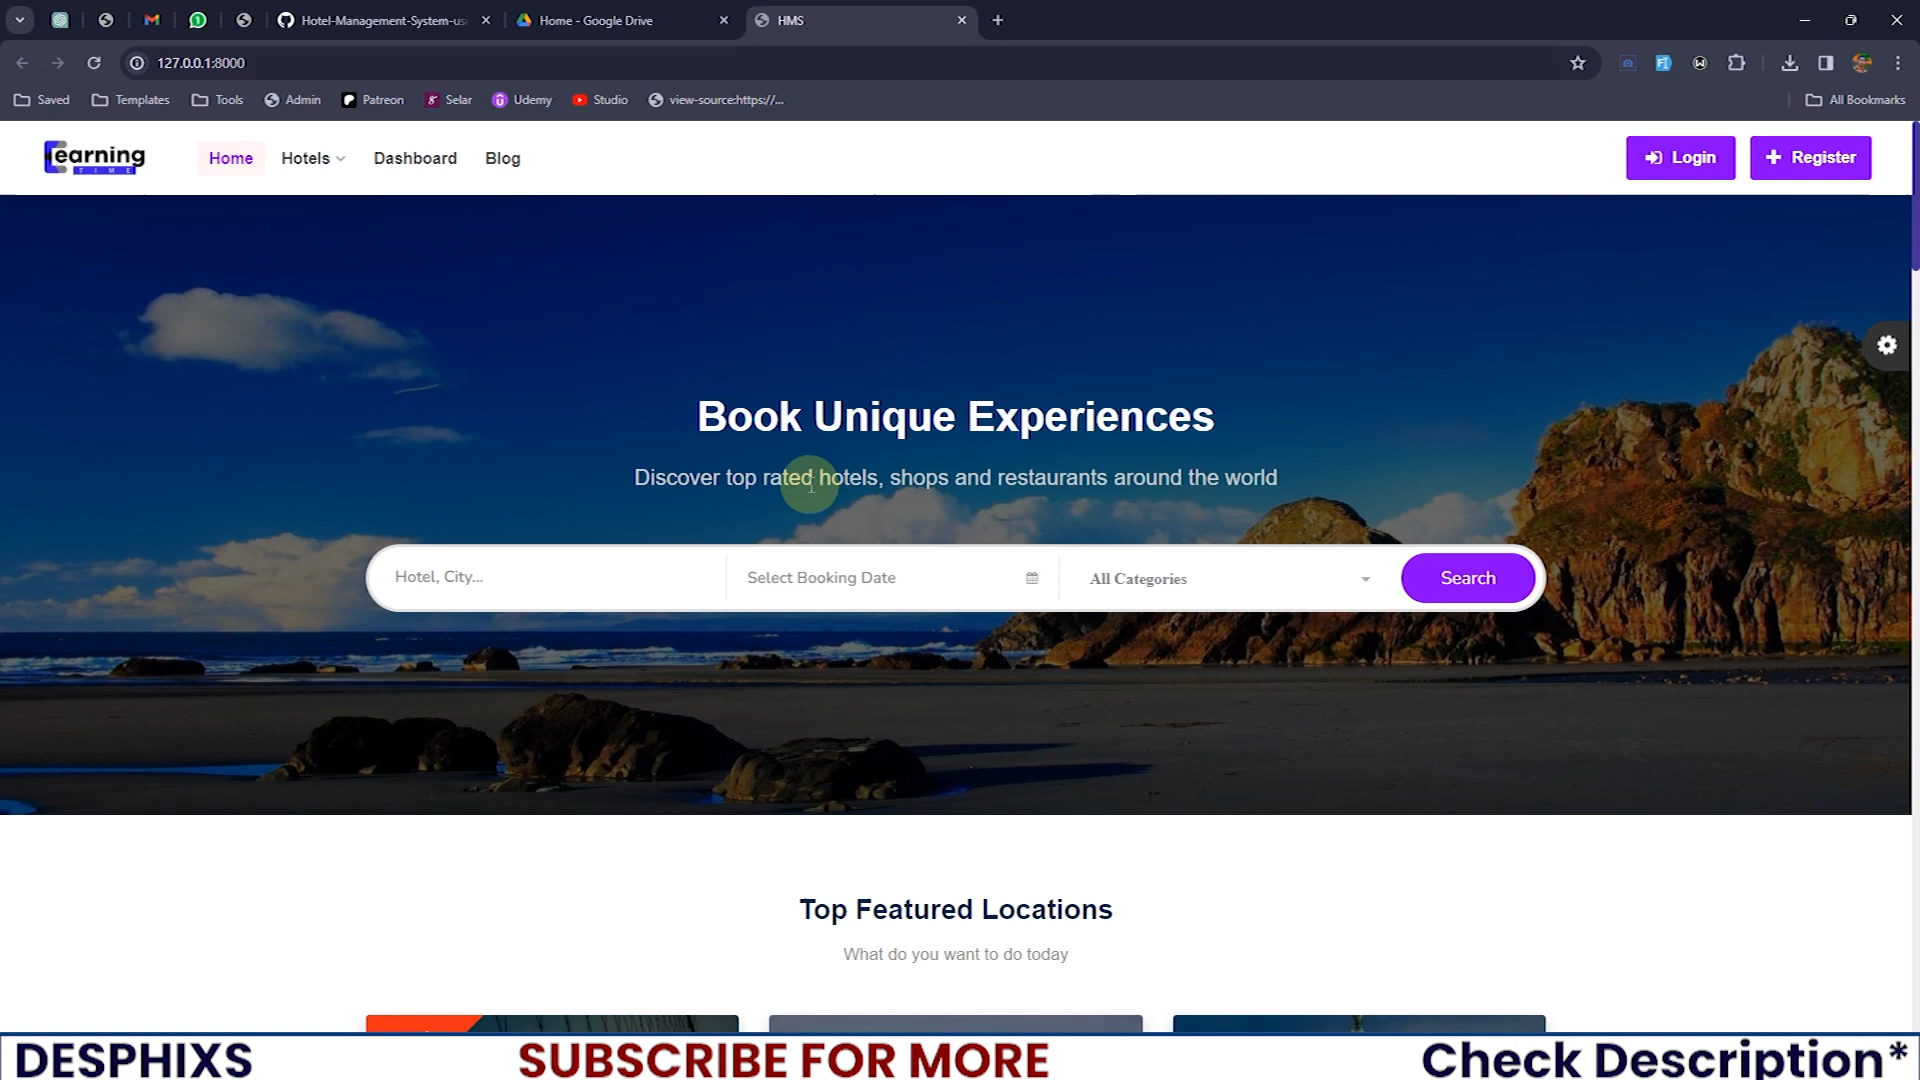 Hotel-Management-System-usi
Home - Google Drive
HMS
127.0.0.1:8000
Saved
Templates
Tools
Admin
Patreon
Selar
Udemy
Studio
view-source:https://...
All Bookmarks
Learning
TIME
Home
Hotels
Dashboard
Blog
Login
Register
Book Unique Experiences
Discover top rated hotels, shops and restaurants around the world
Hotel, City...
Select Booking Date
All Categories
Search
Top Featured Locations
What do you want to do today
DESPHIXS
SUBSCRIBE FOR MORE
Check Description*